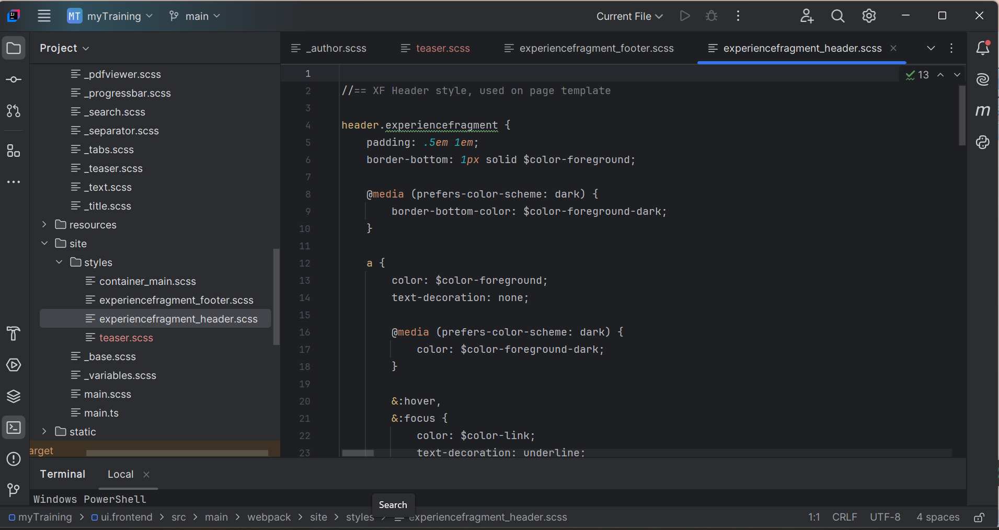 MT myTraining
main
Current File
Project
_author.scss
teaser.scss
experiencefragment_footer.scss
experiencefragment_header.scss
_pdfviewer.scss
_progressbar.scss
_search.scss
_separator.scss
_tabs.scss
_teaser.scss
_text.scss
_title.scss
resources
site
styles
container_main.scss
experiencefragment_footer.scss
experiencefragment_header.scss
teaser.scss
_base.scss
_variables.scss
main.scss
main.ts
static
arget
13
1
2 //== XF Header style, used on page template
3
4 header.experiencefragment {
5 padding: .5em 1em;
6 border-bottom: 1px solid $color-foreground;
7
8 @media (prefers-color-scheme: dark) {
9 border-bottom-color: $color-foreground-dark;
10 }
11
12 a {
13 color: $color-foreground;
14 text-decoration: none;
15
16 @media (prefers-color-scheme: dark) {
17 color: $color-foreground-dark;
18 }
19
20 &:hover,
21 &:focus {
22 color: $color-link;
23 text-decoration: underline;
m
Terminal
Local
Windows PowerShell
Search
myTraining > ui.frontend > src > main > webpack > site > styles > experiencefragment_header.scss
1:1 CRLF UTF-8 4 spaces